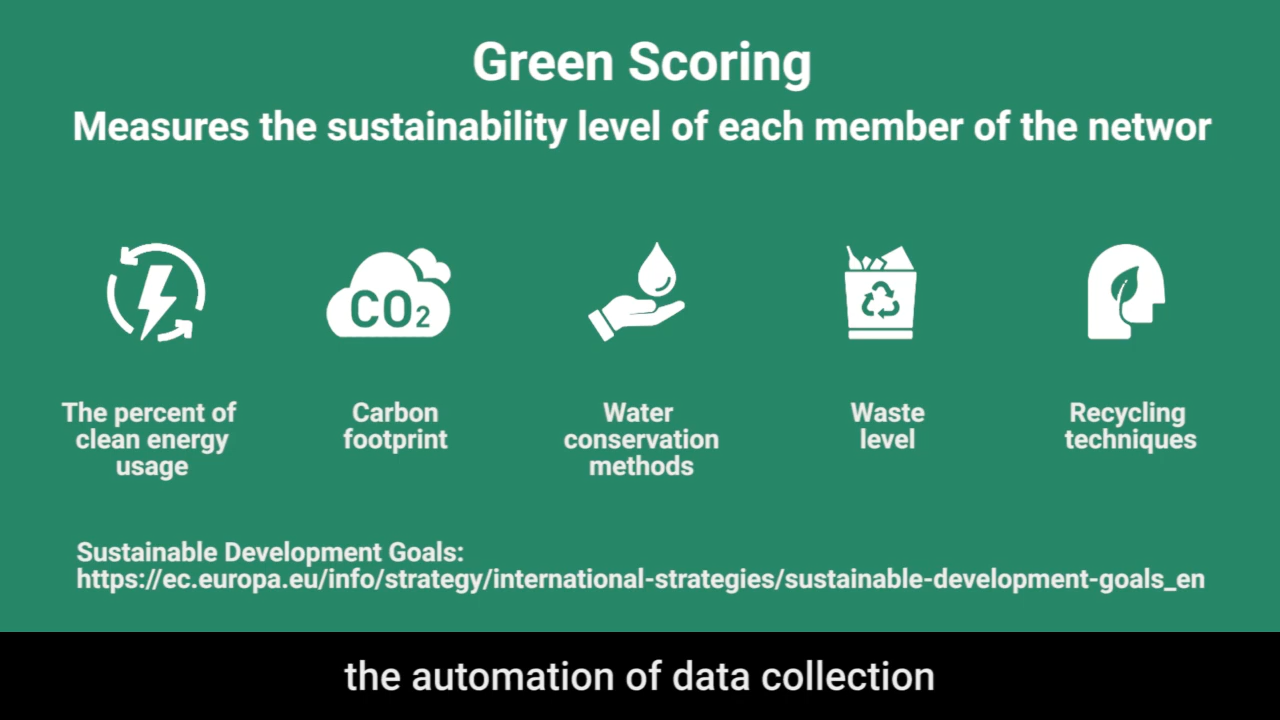 Green Scoring
Measures the sustainability level of each member of the networ
CO₂
The percent of
clean energy
usage
Carbon
footprint
Water
conservation
methods
Waste
level
Recycling
techniques
Sustainable Development Goals:
https://ec.europa.eu/info/strategy/international-strategies/sustainable-development-goals_en
the automation of data collection